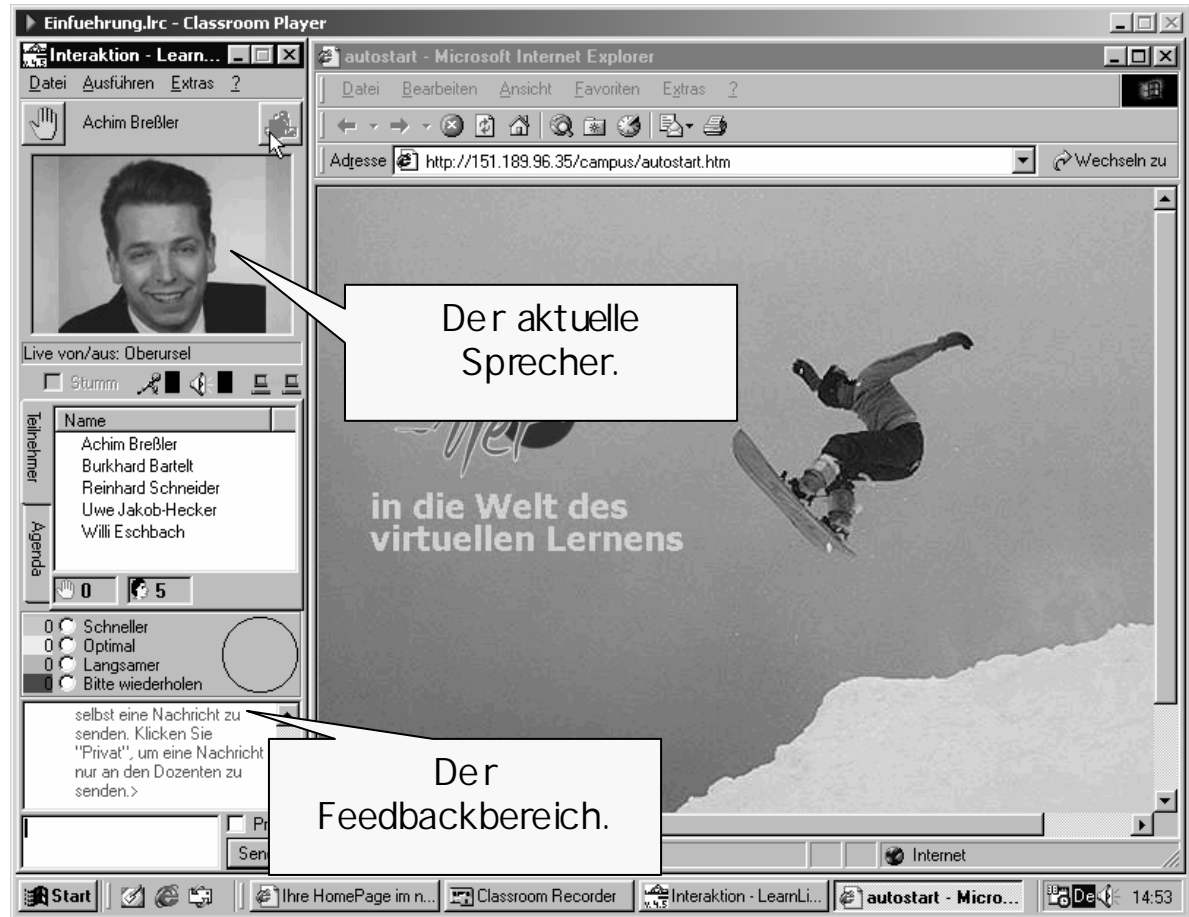 Einfuehrung.lrc - Classroom Player
Interaktion - Learn...
Datei Ausführen Extras ?
Achim Breßler
Live von/aus: Oberursel
Stumm
Teilnehmer
Agenda
Name
Achim Breßler
Burkhard Bartelt
Reinhard Schneider
Uwe Jakob-Hecker
Willi Eschbach
0 5
0 Schneller
0 Optimal
0 Langsamer
0 Bitte wiederholen
selbst eine Nachricht zu
senden. Klicken Sie
"Privat", um eine Nachricht
nur an den Dozenten zu
senden.>
Pr
Sen
autostart - Microsoft Internet Explorer
Datei Bearbeiten Ansicht Favoriten Extras ?
Adresse http://151.189.96.35/campus/autostart.htm Wechseln zu
Der aktuelle
Sprecher.
in die Welt des
virtuellen Lernens
Der
Feedbackbereich.
Internet
Start Ihre HomePage im n... Classroom Recorder Interaktion - LearnLi... autostart - Micro... De 14:53